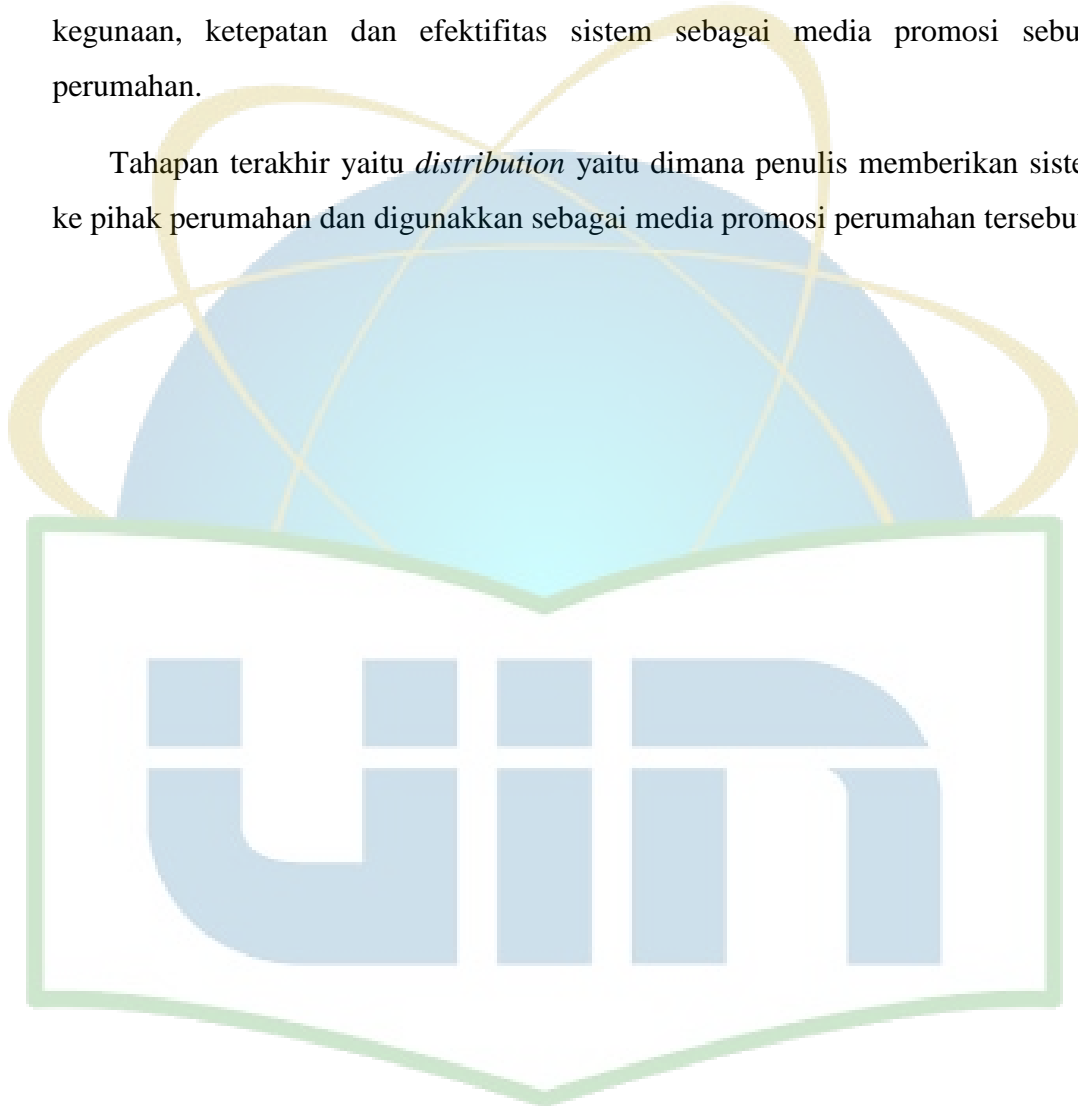 kegunaan, ketepatan dan efektifitas sistem sebagai media promosi sebu
perumahan.
Tahapan terakhir yaitu distribution yaitu dimana penulis memberikan siste
ke pihak perumahan dan digunakkan sebagai media promosi perumahan tersebu
uin